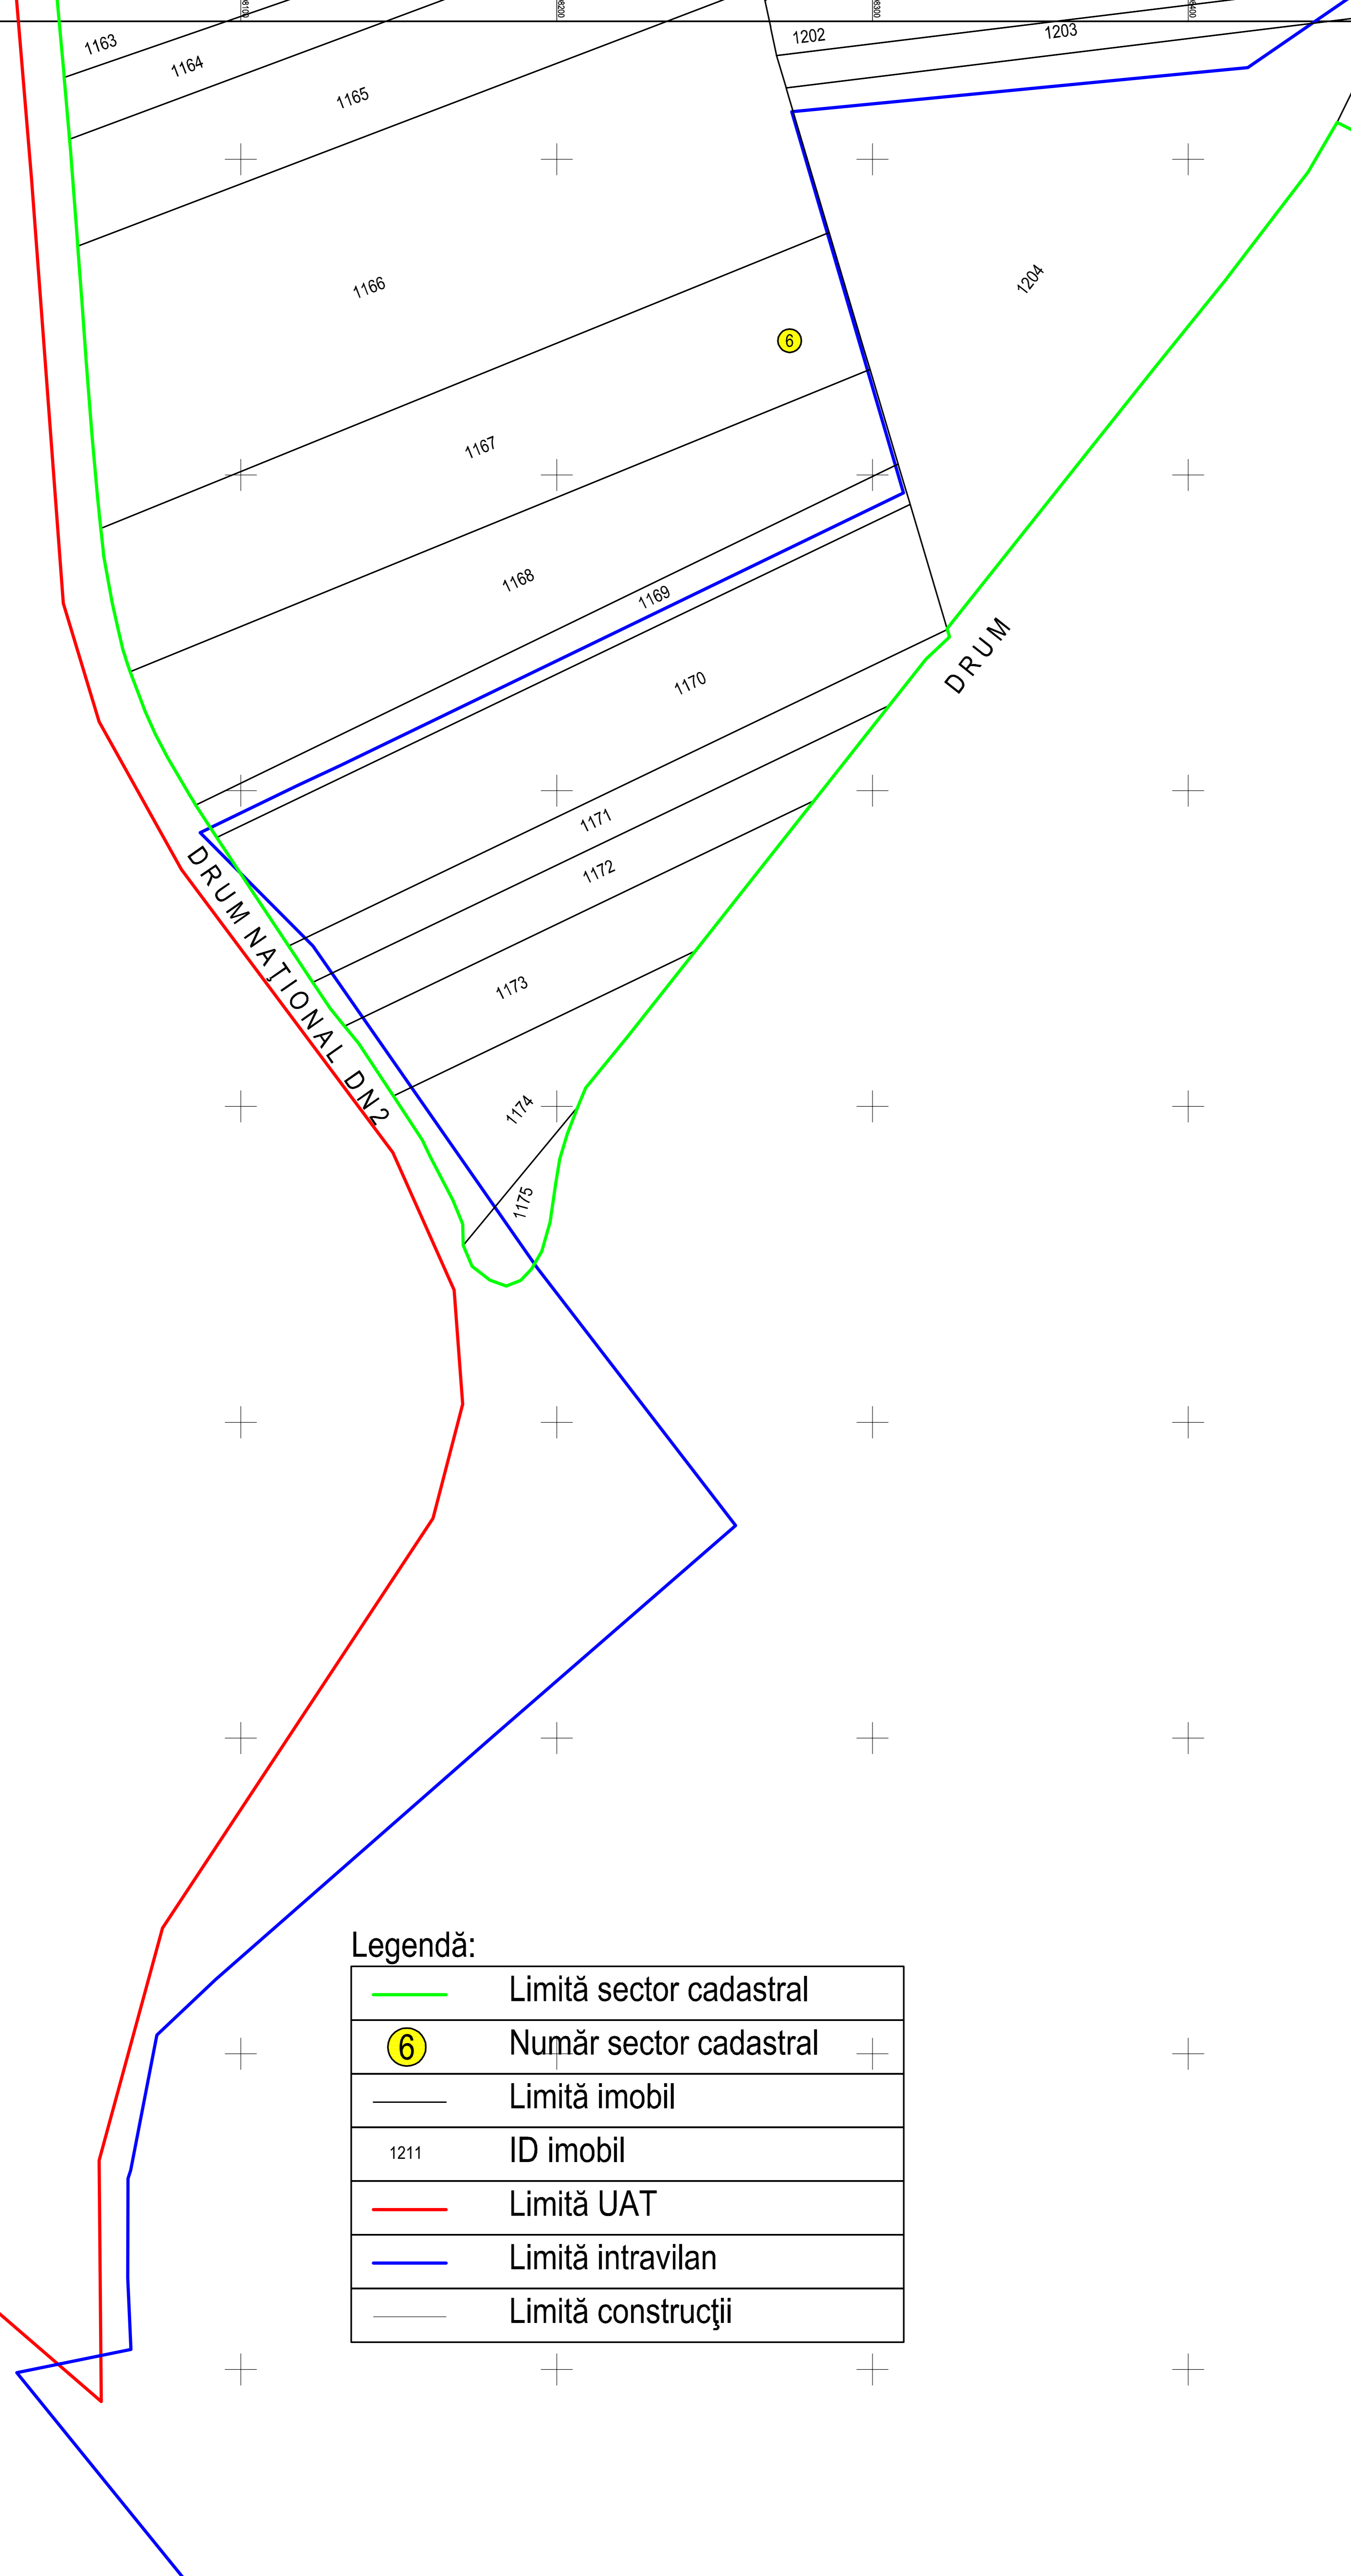 1163
1164
1165
1202
1203
1166
1204
6
1167
1168
1169
1170
DRUM
1171
1172
DRUM NAŢIONAL DN2
1173
1174
1175
Legendă:
Limită sector cadastral
6 Număr sector cadastral
Limită imobil
1211 ID imobil
Limită UAT
Limită intravilan
Limită construcţii